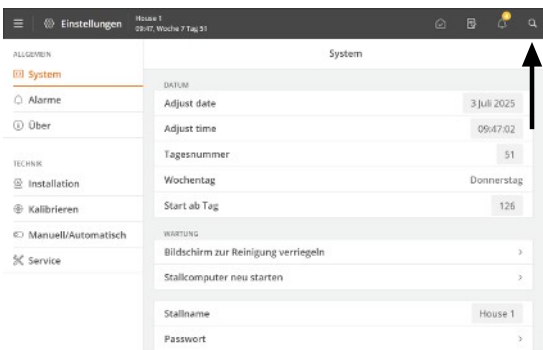 Einstellungen
House 1
09:47, Woche 7 Tag 51
ALLGEMEIN
System
Alarme
Über
TECHNIK
Installation
Kalibrieren
Manuell/Automatisch
Service
System
DATUM
Adjust date 3 Juli 2025
Adjust time 09:47:02
Tagesnummer 51
Wochentag Donnerstag
Start ab Tag 126
WARTUNG
Bildschirm zur Reinigung verriegeln
Stallcomputer neu starten
Stallname House 1
Passwort